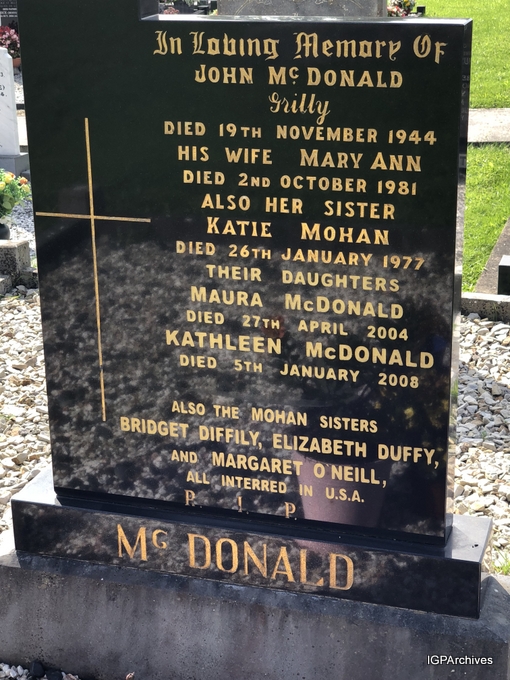 In Loving Memory Of
JOHN McDONALD
Grilly
DIED 19TH NOVEMBER 1944
HIS WIFE MARY ANN
DIED 2ND OCTOBER 1981
ALSO HER SISTER
KATIE MOHAN
DIED 26TH JANUARY 1977
THEIR DAUGHTERS
MAURA McDONALD
DIED 27TH APRIL 2004
KATHLEEN McDONALD
DIED 5TH JANUARY 2008
ALSO THE MOHAN SISTERS
BRIDGET DIFFILY, ELIZABETH DUFFY,
AND MARGARET O'NEILL,
ALL INTERRED IN U.S.A.
R. I. P.
McDONALD
IGPArchives